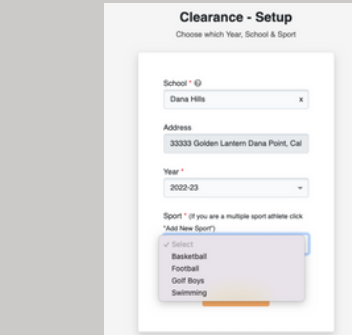 Clearance - Setup
Choose which Year, School & Sport
School *
Dana Hills x
Address
33333 Golden Lantern Dana Point, Cal
Year *
2022-23
Sport * (If you are a multiple sport athlete click
"Add New Sport")
✓ Select
Basketball
Football
Golf Boys
Swimming